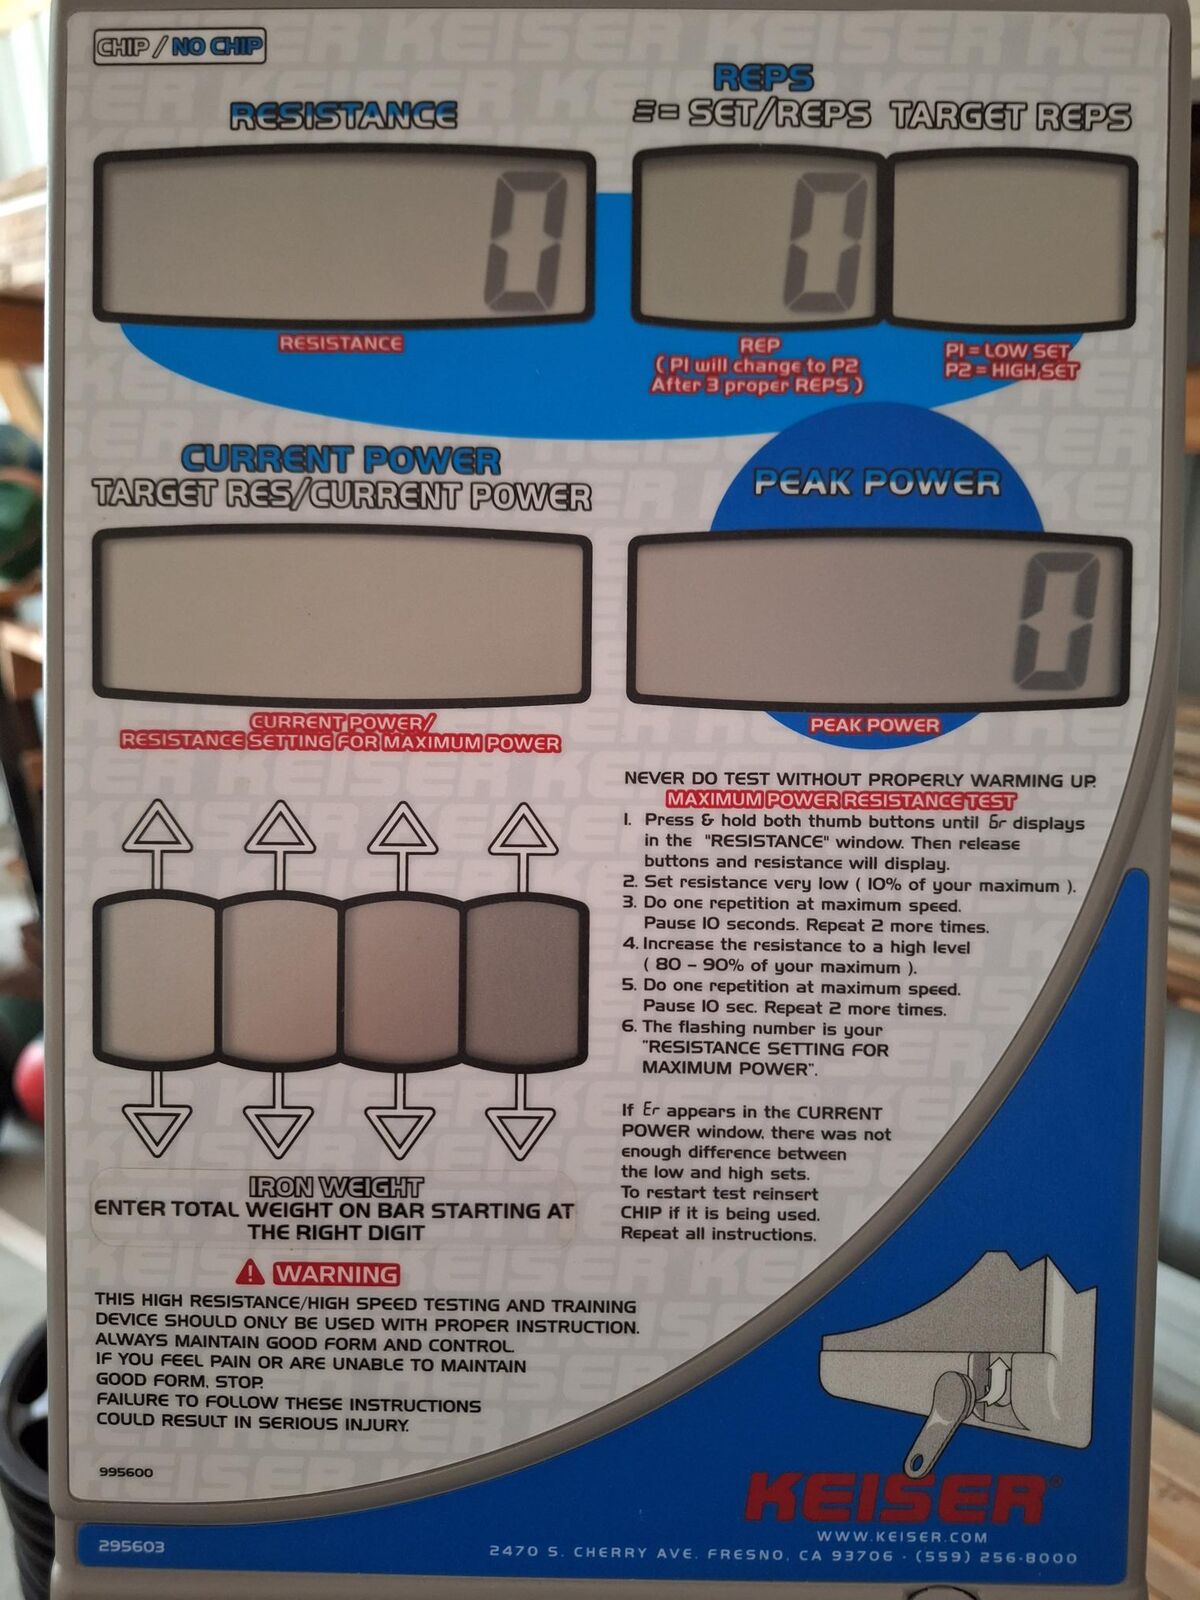 CHIP / NO CHIP
RESISTANCE
REPS
= SET/REPS TARGET REPS
0
0
RESISTANCE
REP
( P1 will change to P2
After 3 proper REPS )
P1 = LOW SET
P2 = HIGH SET
CURRENT POWER
TARGET RES/CURRENT POWER
PEAK POWER
0
CURRENT POWER/
RESISTANCE SETTING FOR MAXIMUM POWER
PEAK POWER
NEVER DO TEST WITHOUT PROPERLY WARMING UP.
MAXIMUM POWER RESISTANCE TEST
1. Press & hold both thumb buttons until 6r displays
in the "RESISTANCE" window. Then release
buttons and resistance will display.
2. Set resistance very low ( 10% of your maximum ).
3. Do one repetition at maximum speed.
Pause 10 seconds. Repeat 2 more times.
4. Increase the resistance to a high level
( 80 - 90% of your maximum ).
5. Do one repetition at maximum speed.
Pause 10 sec. Repeat 2 more times.
6. The flashing number is your
"RESISTANCE SETTING FOR
MAXIMUM POWER".
If Er appears in the CURRENT
POWER window, there was not
enough difference between
the low and high sets.
To restart test reinsert
CHIP if it is being used.
Repeat all instructions.
IRON WEIGHT
ENTER TOTAL WEIGHT ON BAR STARTING AT
THE RIGHT DIGIT
! WARNING
THIS HIGH RESISTANCE/HIGH SPEED TESTING AND TRAINING
DEVICE SHOULD ONLY BE USED WITH PROPER INSTRUCTION.
ALWAYS MAINTAIN GOOD FORM AND CONTROL.
IF YOU FEEL PAIN OR ARE UNABLE TO MAINTAIN
GOOD FORM, STOP.
FAILURE TO FOLLOW THESE INSTRUCTIONS
COULD RESULT IN SERIOUS INJURY.
995600
KEISER®
WWW.KEISER.COM
295603
2470 S. CHERRY AVE. FRESNO, CA 93706 · (559) 256-8000